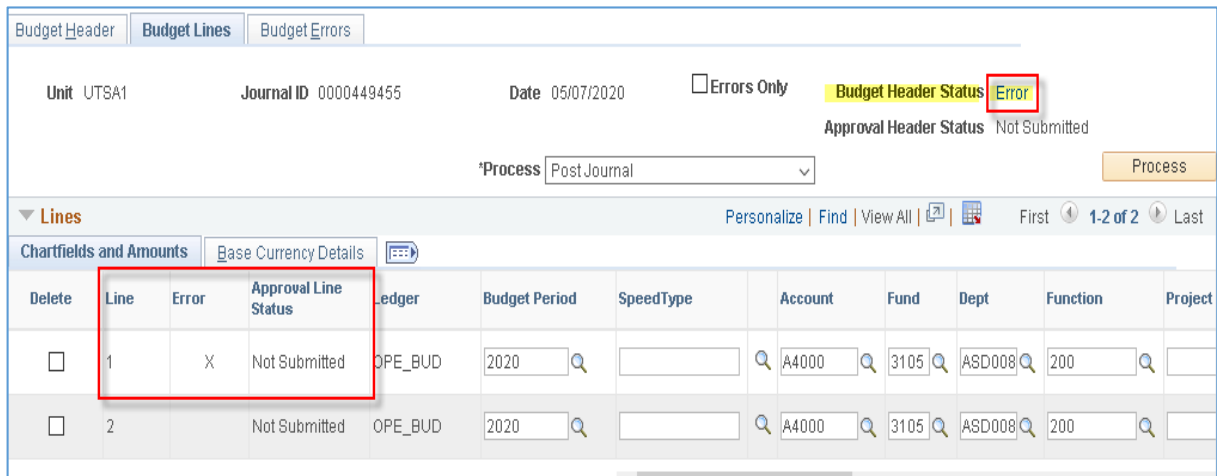 Budget Header Budget Lines Budget Errors
Unit UTSA1 Journal ID 0000449455 Date 05/07/2020 Errors Only Budget Header Status Error
Approval Header Status Not Submitted
*Process Post Journal Process
Lines Personalize | Find | View All | | First 1-2 of 2 Last
Chartfields and Amounts Base Currency Details
Delete Line Error Approval Line Status Ledger Budget Period SpeedType Account Fund Dept Function Project
1 X Not Submitted OPE_BUD 2020 A4000 3105 ASD008 200
2 Not Submitted OPE_BUD 2020 A4000 3105 ASD008 200